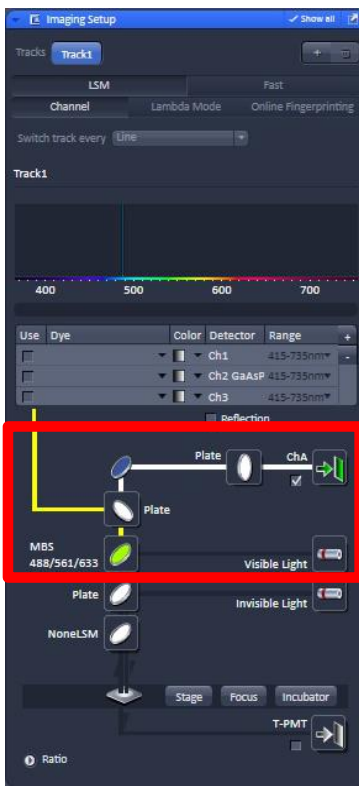 Imaging Setup
Show all
Tracks Track1 +
LSM Fast
Channel Lambda Mode Online Fingerprinting
Switch track every Line
Track1
400 500 600 700
Use Dye Color Detector Range +
Ch1 415-735nm -
Ch2 GaAsP 415-735nm
Ch3 415-735nm
Reflection
Plate ChA
Plate
MBS
488/561/633 Visible Light
Plate Invisible Light
NoneLSM
Stage Focus Incubator
T-PMT
Ratio